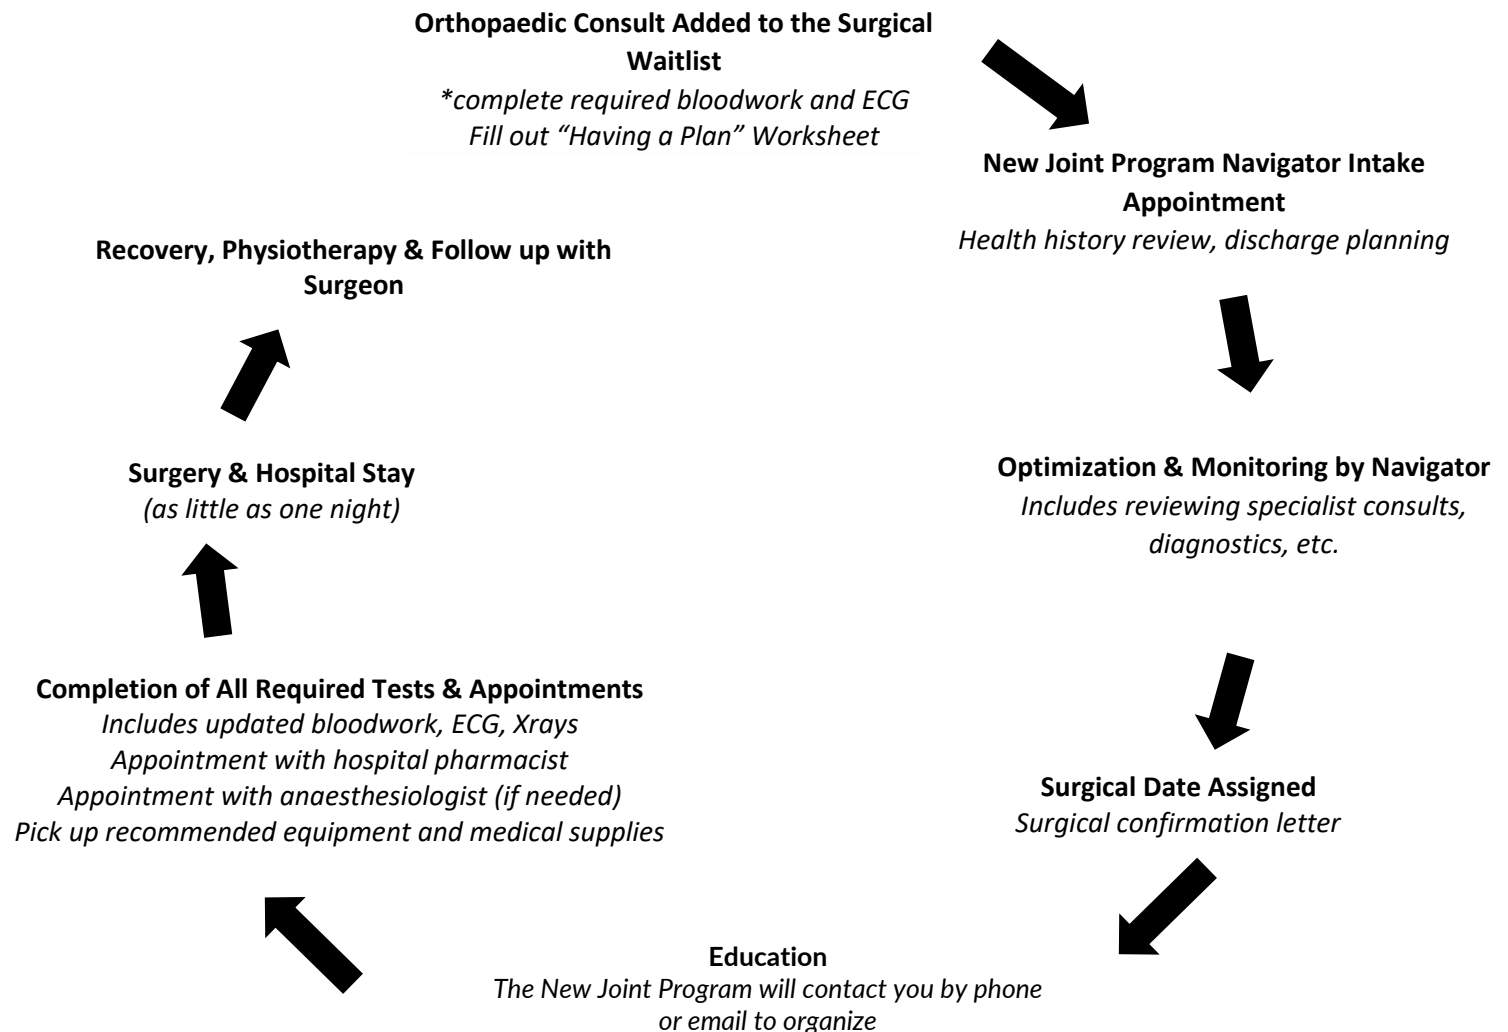 Orthopaedic Consult Added to the Surgical
Waitlist
*complete required bloodwork and ECG
Fill out “Having a Plan” Worksheet
New Joint Program Navigator Intake
Appointment
Health history review, discharge planning
Optimization & Monitoring by Navigator
Includes reviewing specialist consults,
diagnostics, etc.
Surgical Date Assigned
Surgical confirmation letter
Education
The New Joint Program will contact you by phone
or email to organize
Completion of All Required Tests & Appointments
Includes updated bloodwork, ECG, Xrays
Appointment with hospital pharmacist
Appointment with anaesthesiologist (if needed)
Pick up recommended equipment and medical supplies
Surgery & Hospital Stay
(as little as one night)
Recovery, Physiotherapy & Follow up with
Surgeon